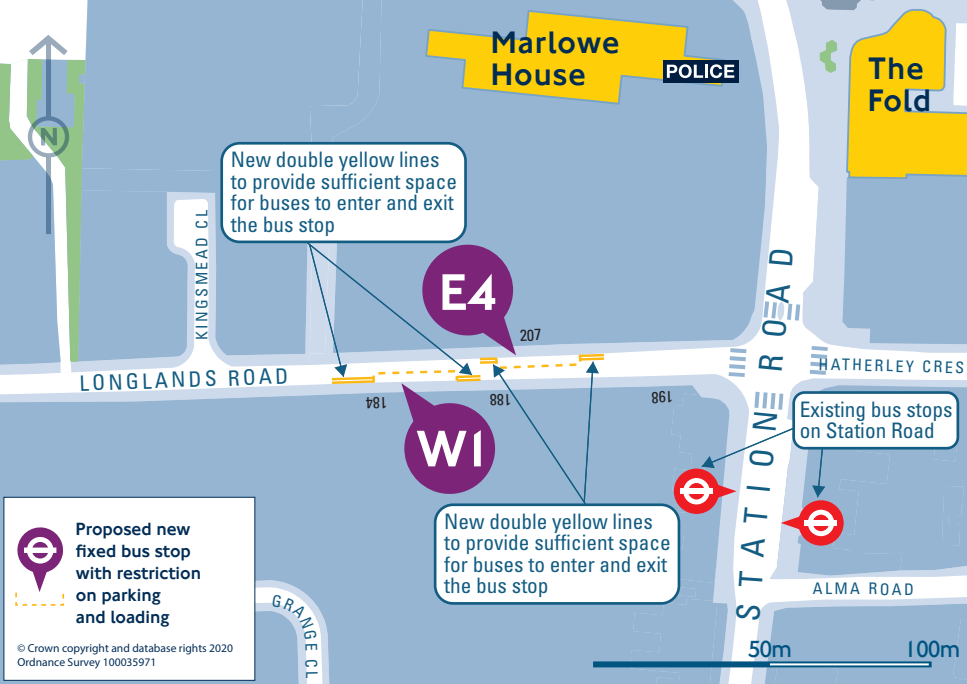 Marlowe
House
POLICE
The
Fold
N
New double yellow lines
to provide sufficient space
for buses to enter and exit
the bus stop
KINGSMEAD CL
E4
207
LONGLANDS ROAD
184
188
198
W1
STATION ROAD
HATHERLEY CRES
Existing bus stops
on Station Road
New double yellow lines
to provide sufficient space
for buses to enter and exit
the bus stop
ALMA ROAD
GRANGE CL
Proposed new
fixed bus stop
with restriction
on parking
and loading
© Crown copyright and database rights 2020
Ordnance Survey 100035971
50m
100m